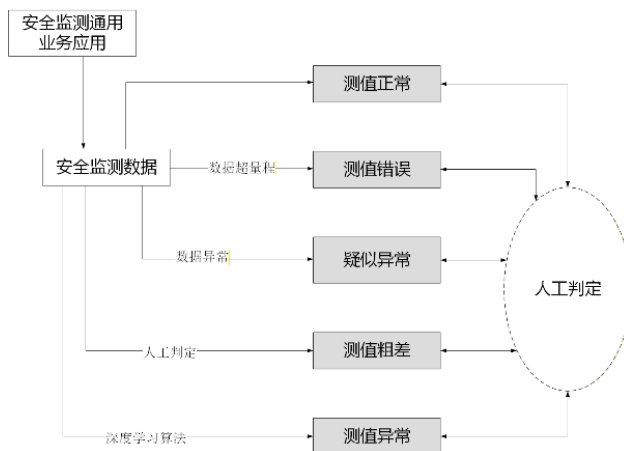 安全监测通用
业务应用
测值正常
安全监测数据
数据超量程
测值错误
数据异常
疑似异常
人工判定
人工判定
测值粗差
深度学习算法
测值异常